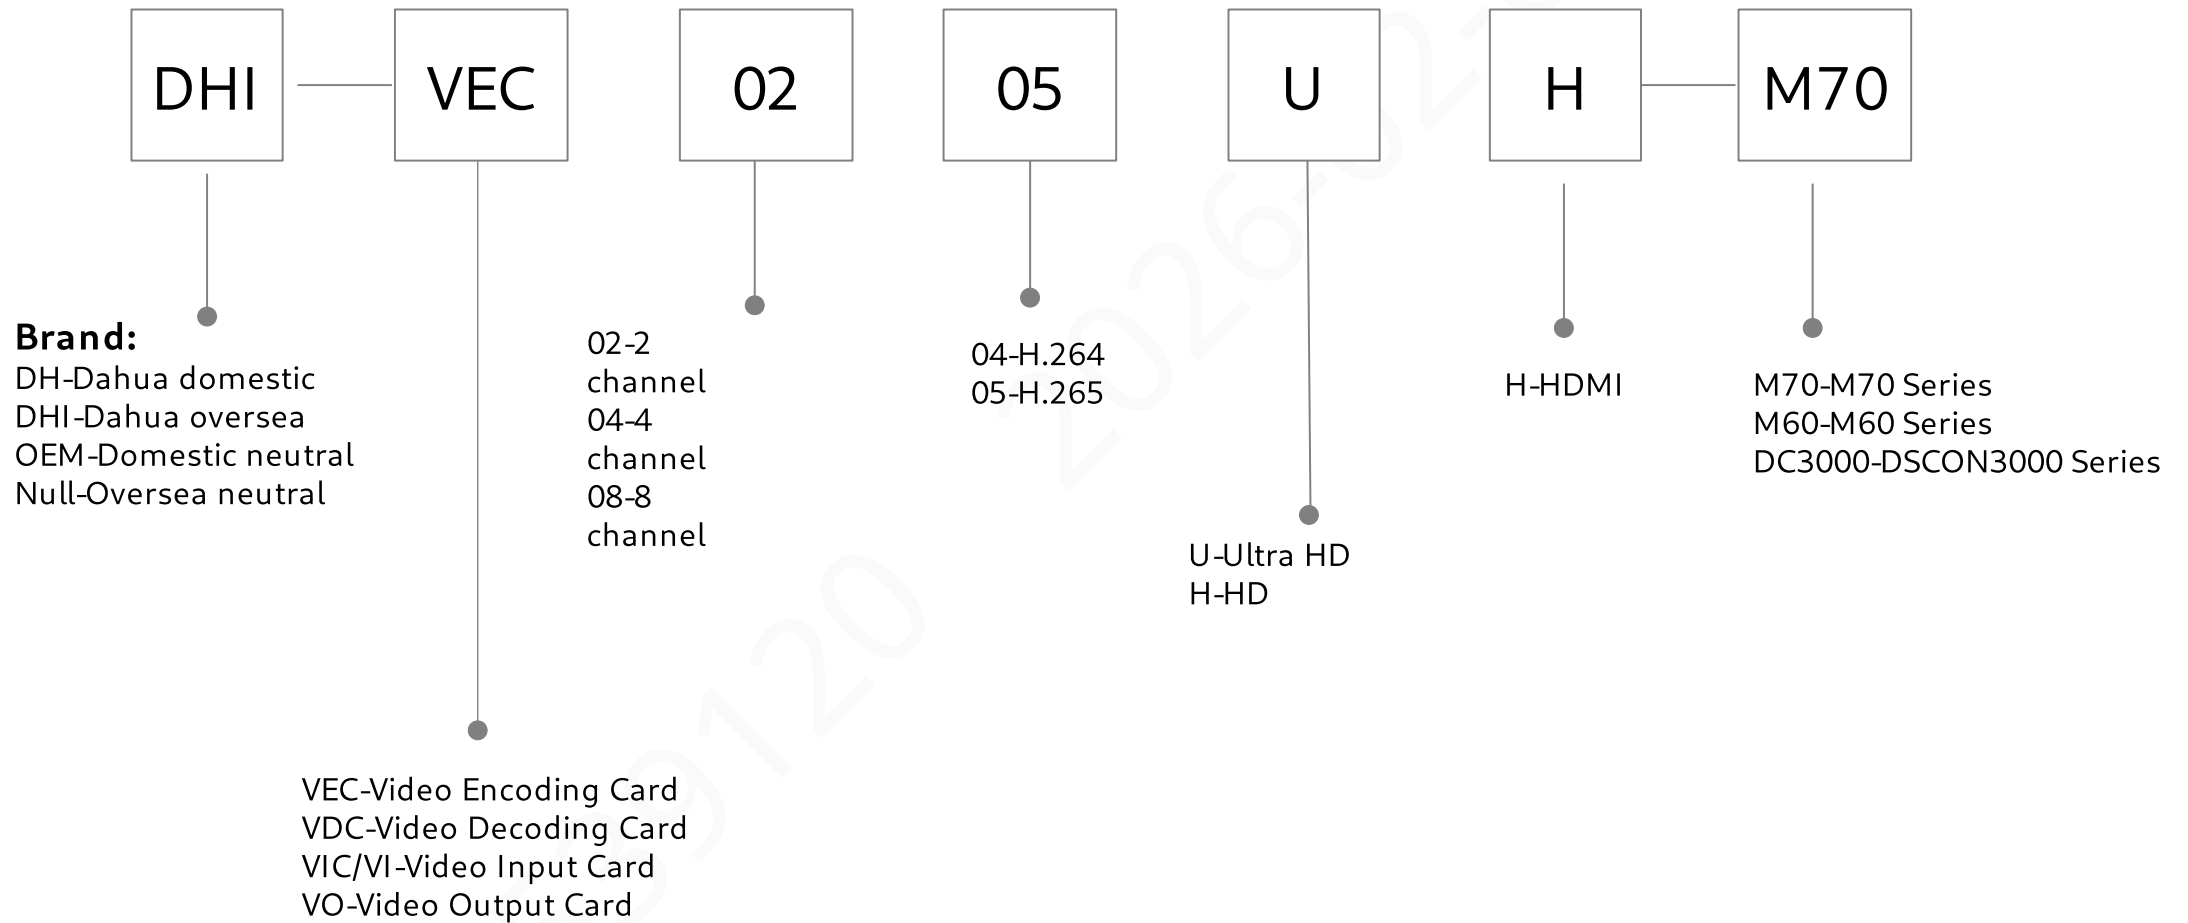 DHI VEC 02 05 U H M70
Brand:
DH-Dahua domestic
DHI-Dahua oversea
OEM-Domestic neutral
Null-Oversea neutral
VEC-Video Encoding Card
VDC-Video Decoding Card
VIC/VI-Video Input Card
VO-Video Output Card
02-2
channel
04-4
channel
08-8
channel
04-H.264
05-H.265
U-Ultra HD
H-HD
H-HDMI
M70-M70 Series
M60-M60 Series
DC3000-DSCON3000 Series